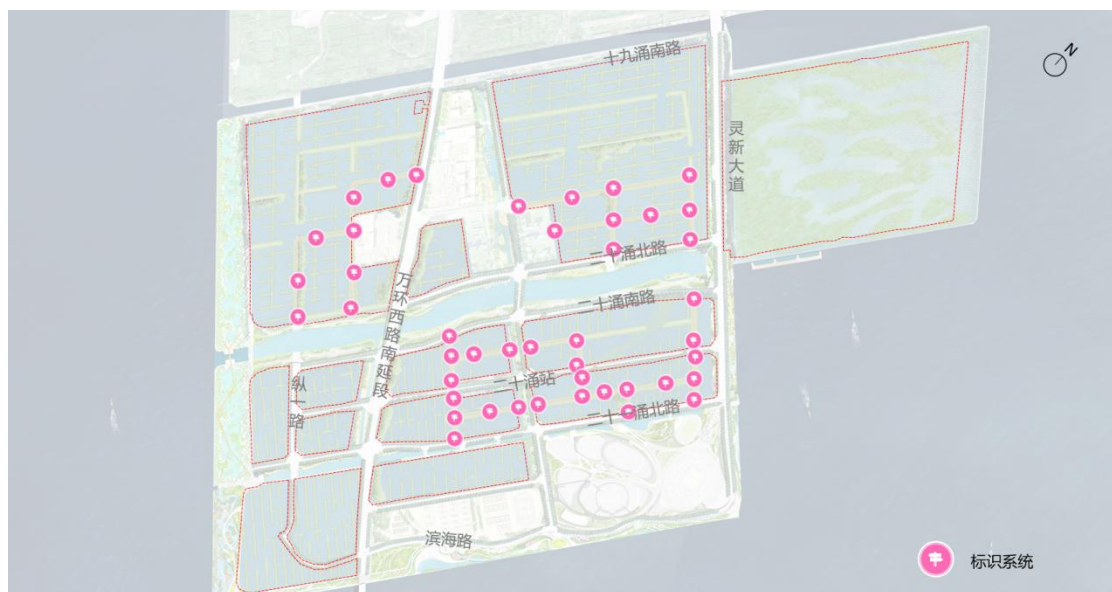 十九涌南路
N
灵新大道
二十涌北路
万环西路南延段
二十涌南路
二十涌站
纵一路
二十一涌北路
滨海路
标识系统